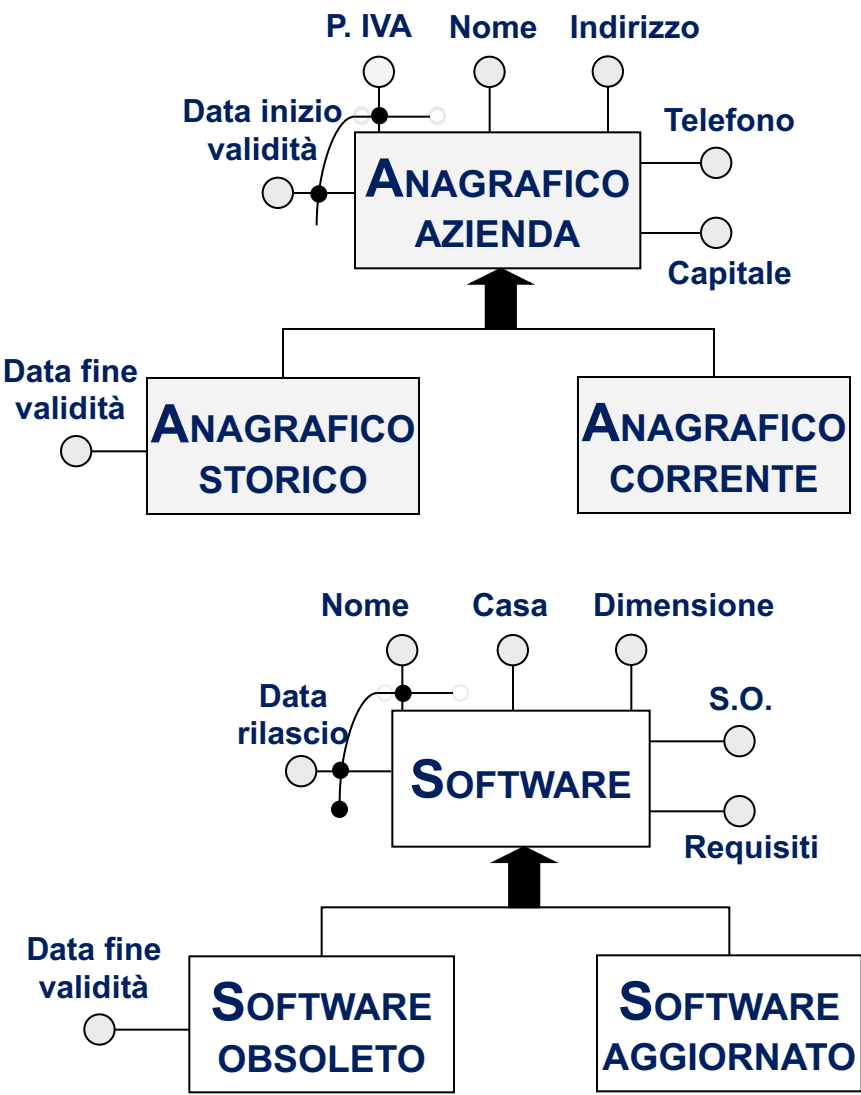 P. IVA
Nome
Indirizzo
Data inizio
validità
Telefono
ANAGRAFICO
AZIENDA
Capitale
Data fine
validità
ANAGRAFICO
STORICO
ANAGRAFICO
CORRENTE
Nome
Casa
Dimensione
Data
rilascio
S.O.
SOFTWARE
Requisiti
Data fine
validità
SOFTWARE
OBSOLETO
SOFTWARE
AGGIORNATO